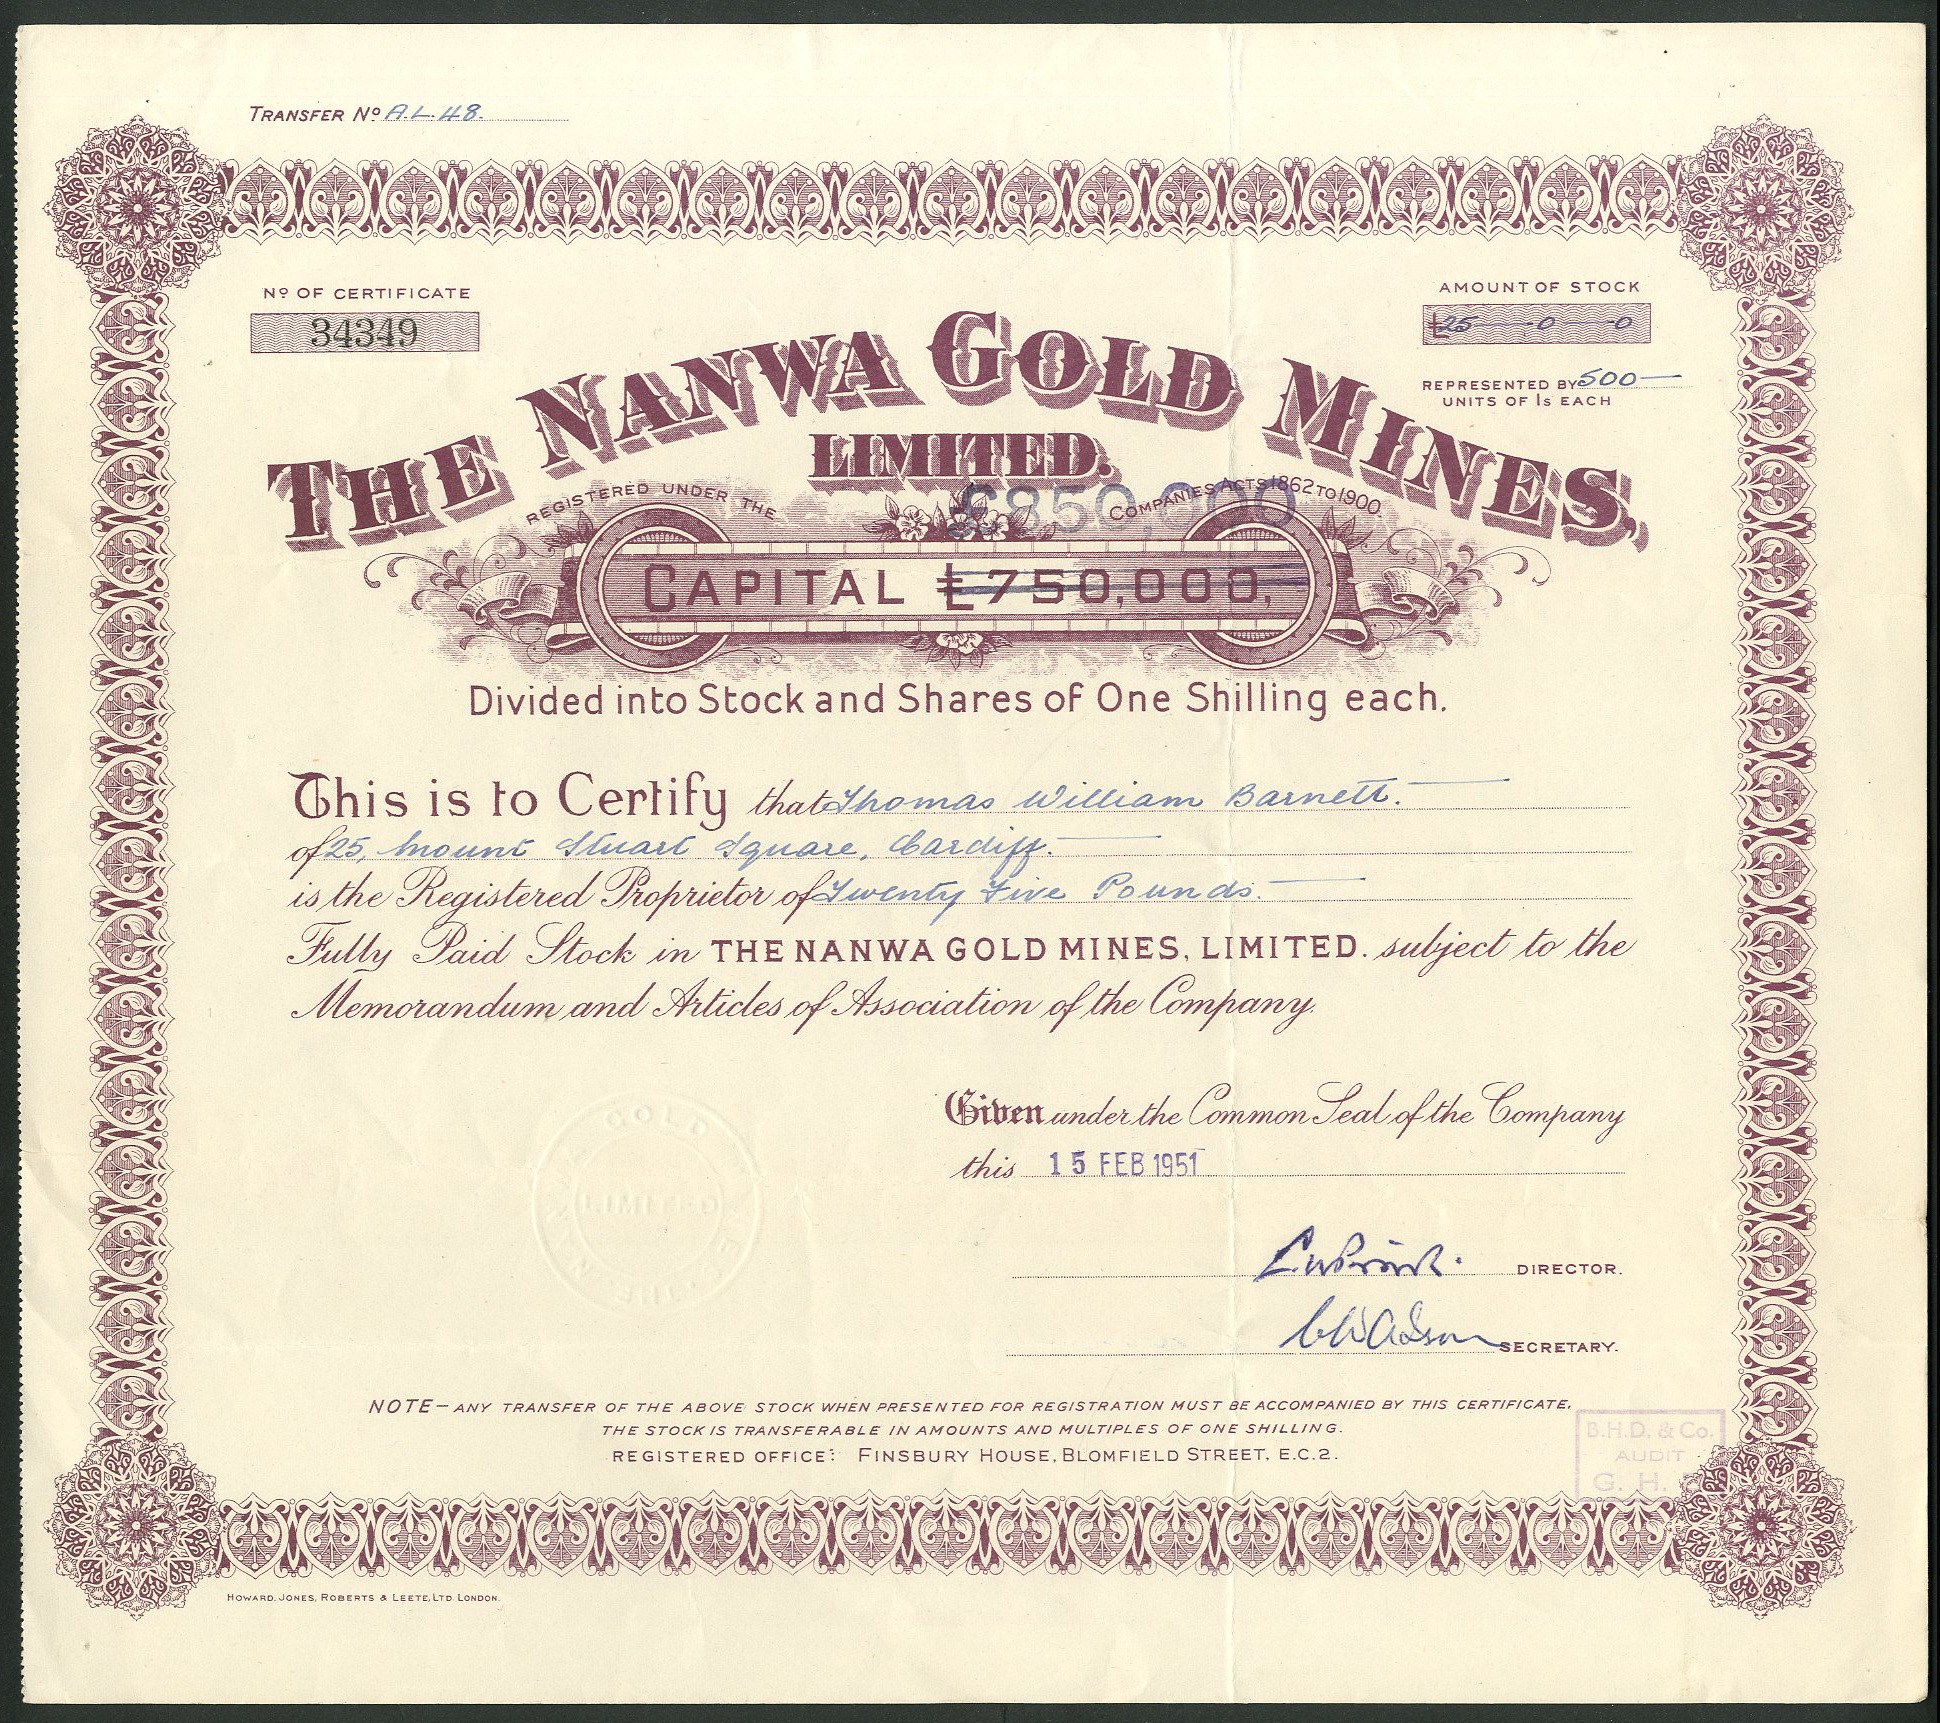 TRANSFER Nº A.L. 48.
Nº OF CERTIFICATE
34349
AMOUNT OF STOCK
£25—0—0
REPRESENTED BY 500—
UNITS OF 1s EACH
THE NANWA GOLD MINES,
LIMITED.
REGISTERED UNDER THE COMPANIES ACTS 1862 TO 1900.
£850,000
CAPITAL £750,000,
Divided into Stock and Shares of One Shilling each.
This is to Certify that Thomas William Barnett.
of 25, Mount Stuart Square, Cardiff.
is the Registered Proprietor of Twenty Five Pounds.
Fully Paid Stock in THE NANWA GOLD MINES, LIMITED. subject to the
Memorandum and Articles of Association of the Company.
Given under the Common Seal of the Company
this 15 FEB 1951
GOLD
LIMITED
THE
DIRECTOR.
SECRETARY.
NOTE—ANY TRANSFER OF THE ABOVE STOCK WHEN PRESENTED FOR REGISTRATION MUST BE ACCOMPANIED BY THIS CERTIFICATE.
THE STOCK IS TRANSFERABLE IN AMOUNTS AND MULTIPLES OF ONE SHILLING.
REGISTERED OFFICE: FINSBURY HOUSE, BLOMFIELD STREET, E.C.2.
B.H.D. & Co.
AUDIT
G. H.
HOWARD, JONES, ROBERTS & LEETE, LTD. LONDON.